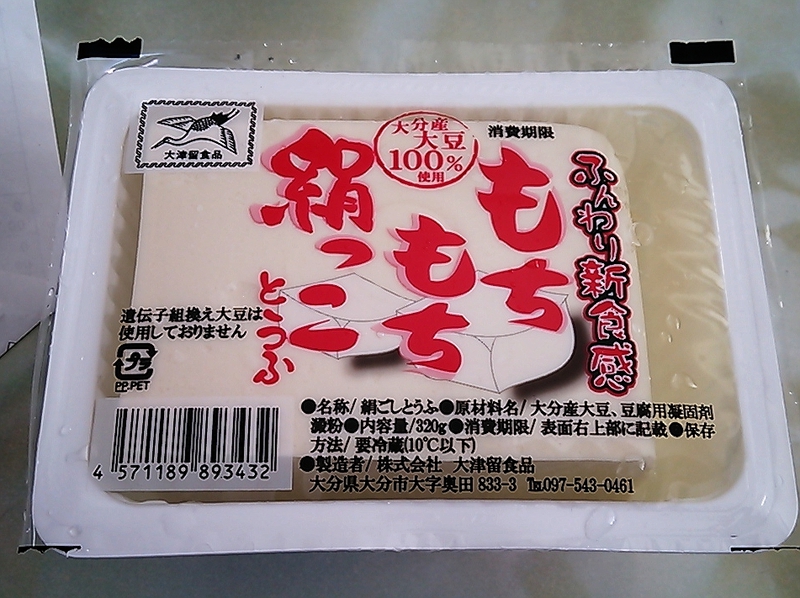 大津留食品
大分産
大豆
100%
使用
消費期限
ふんわり新食感
もち
もち
絹っこ
とうふ
遺伝子組換え大豆は
使用しておりません
プラ
PP.PET
●名称/絹ごしとうふ●原材料名/大分産大豆、豆腐用凝固剤
澱粉●内容量/320g●消費期限/表面右上部に記載●保存
方法/要冷蔵(10℃以下)
●製造者/株式会社 大津留食品
大分県大分市大字奥田 833-3 ℡097-543-0461
4 571189 893432